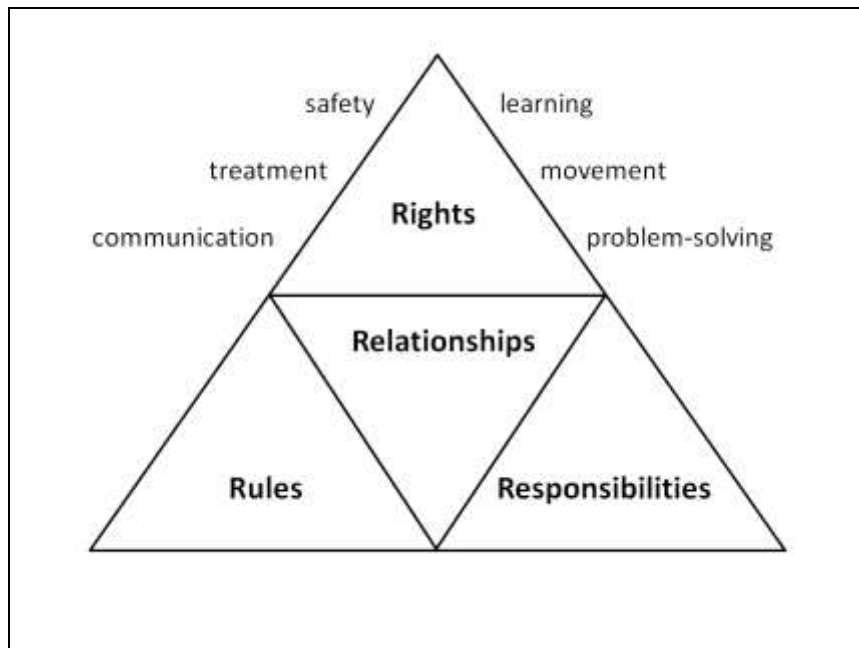 safety learning
treatment movement
Rights
communication problem-solving
Relationships
Rules Responsibilities